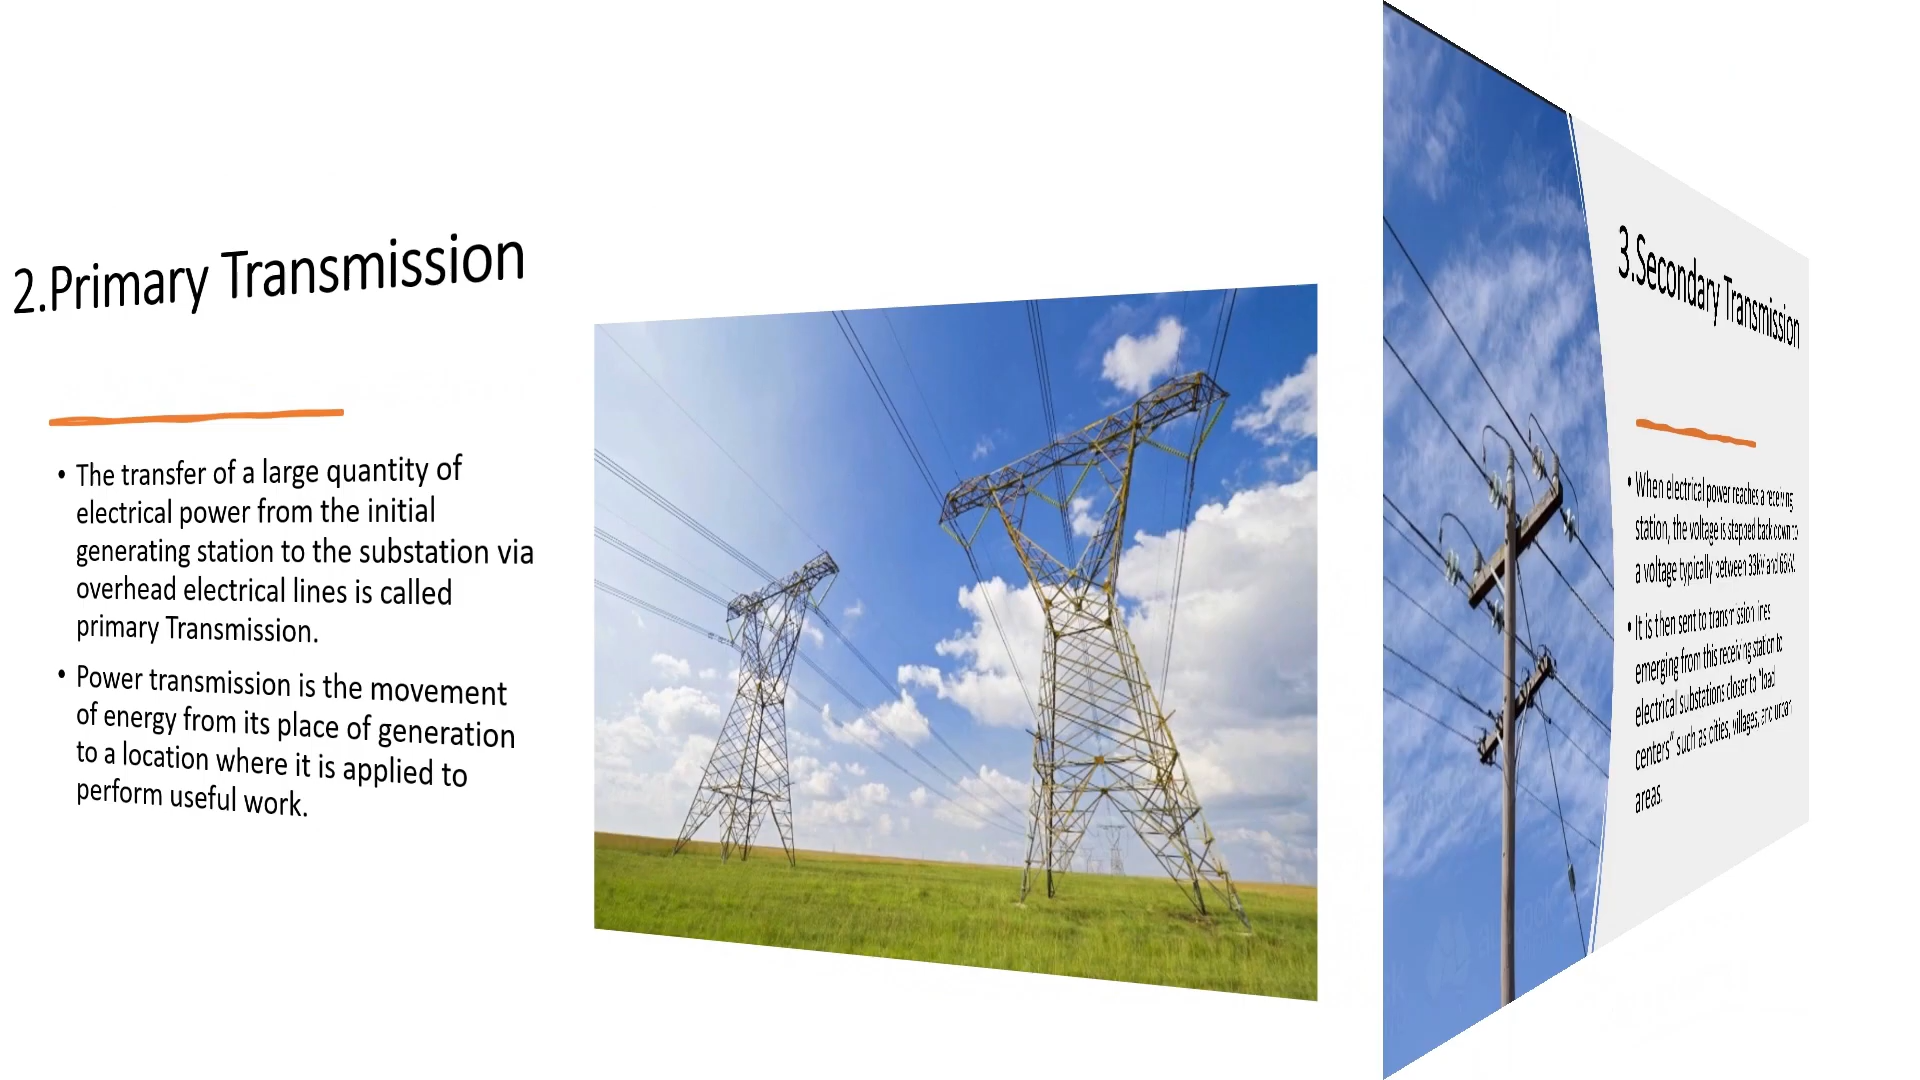 2.Primary Transmission
• The transfer of a large quantity of
electrical power from the initial
generating station to the substation via
overhead electrical lines is called
primary Transmission.
• Power transmission is the movement
of energy from its place of generation
to a location where it is applied to
perform useful work.
3.Secondary Transmission
• When electrical power reaches a receiving
station, the voltage is stepped back down to
a voltage typically between 33kV and 66kV.
• It is then sent to transmission lines
emerging from this receiving station to
electrical substations closer to "load
centers" such as cities, villages, and urban
areas.